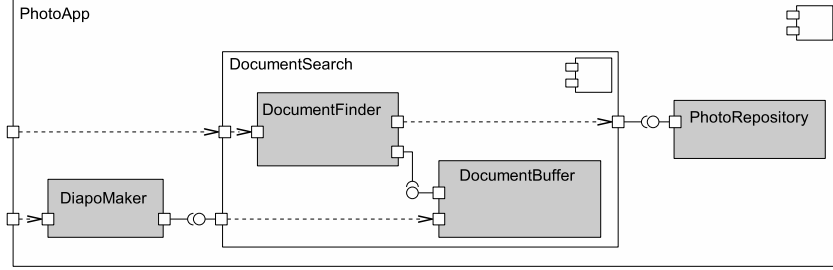 PhotoApp
DocumentSearch
DocumentFinder
PhotoRepository
DocumentBuffer
DiapoMaker